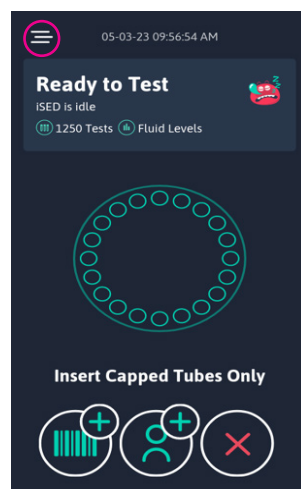 05-03-23 09:56:54 AM
Ready to Test
iSED is idle
1250 Tests Fluid Levels
Insert Capped Tubes Only